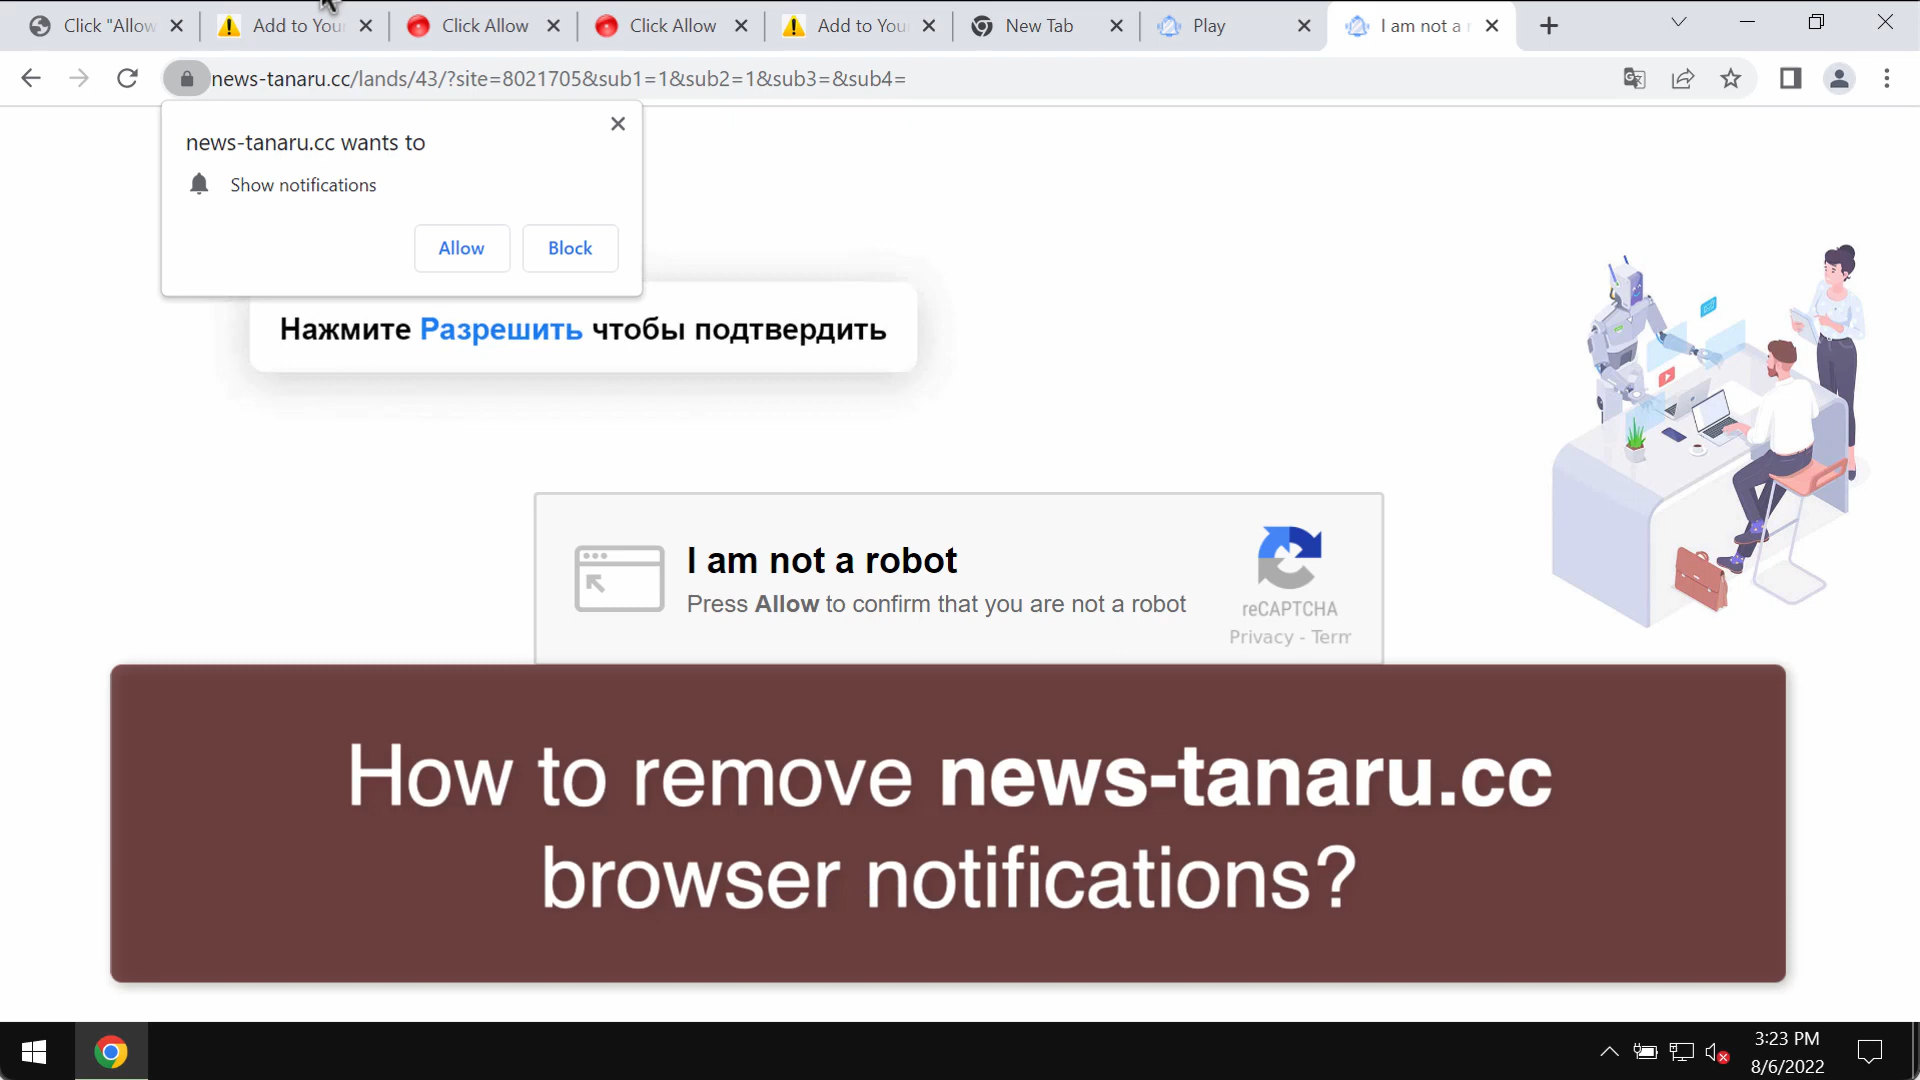 Click "Allow
Add to Your
Click Allow
Click Allow
Add to Your
New Tab
Play
I am not a r
news-tanaru.cc/lands/43/?site=8021705&sub1=1&sub2=1&sub3=&sub4=
news-tanaru.cc wants to
Show notifications
Allow
Block
Нажмите Разрешить чтобы подтвердить
I am not a robot
Press Allow to confirm that you are not a robot
reCAPTCHA
Privacy - Term
How to remove news-tanaru.cc
browser notifications?
3:23 PM
8/6/2022